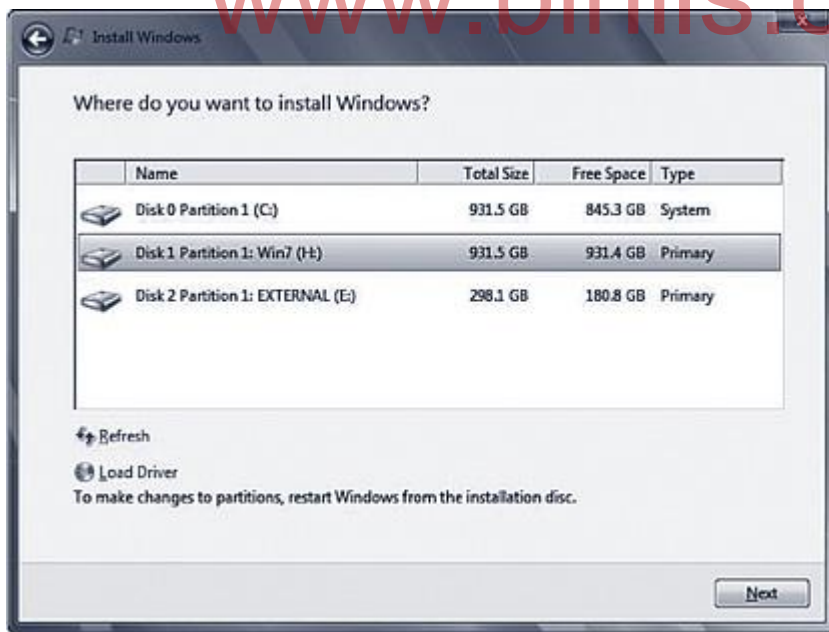 Install Windows
Where do you want to install Windows?
Name Total Size Free Space Type
Disk 0 Partition 1 (C:) 931.5 GB 845.3 GB System
Disk 1 Partition 1: Win7 (H:) 931.5 GB 931.4 GB Primary
Disk 2 Partition 1: EXTERNAL (E:) 298.1 GB 180.8 GB Primary
Refresh
Load Driver
To make changes to partitions, restart Windows from the installation disc.
Next